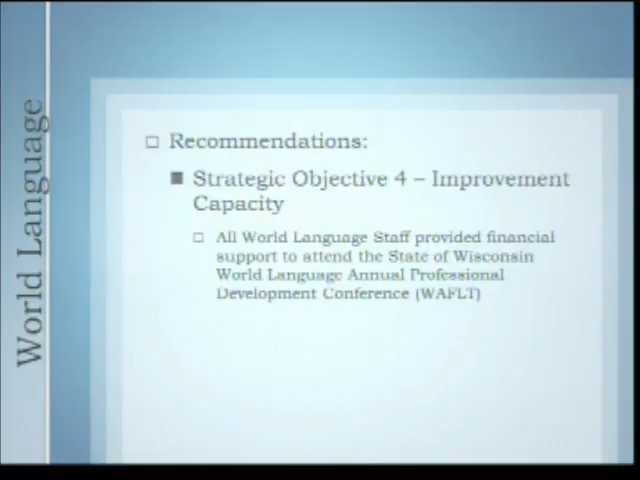 World Language
Recommendations:
Strategic Objective 4 – Improvement
Capacity
All World Language Staff provided financial
support to attend the State of Wisconsin
World Language Annual Professional
Development Conference (WAFLT)